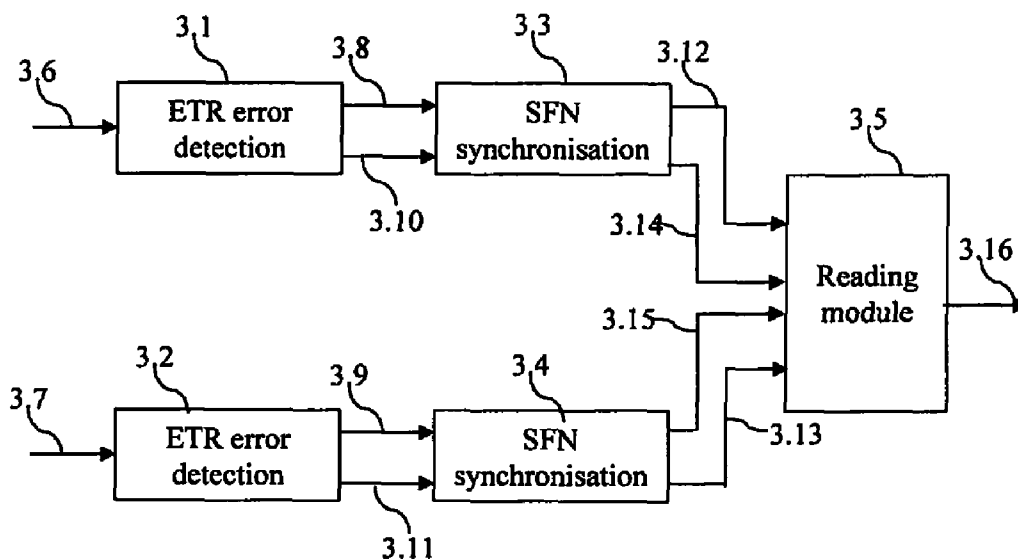 3.1
3.3
3.8
3.12
3.6
ETR error
detection
SFN
synchronisation
3.5
3.10
3.14
Reading
module
3.16
3.15
3.2
3.9
3.4
3.7
ETR error
detection
SFN
synchronisation
3.13
3.11